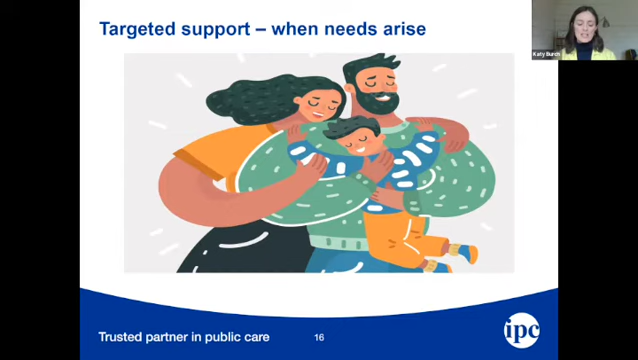 Targeted support – when needs arise
Katy Burch
Trusted partner in public care
16
ipc